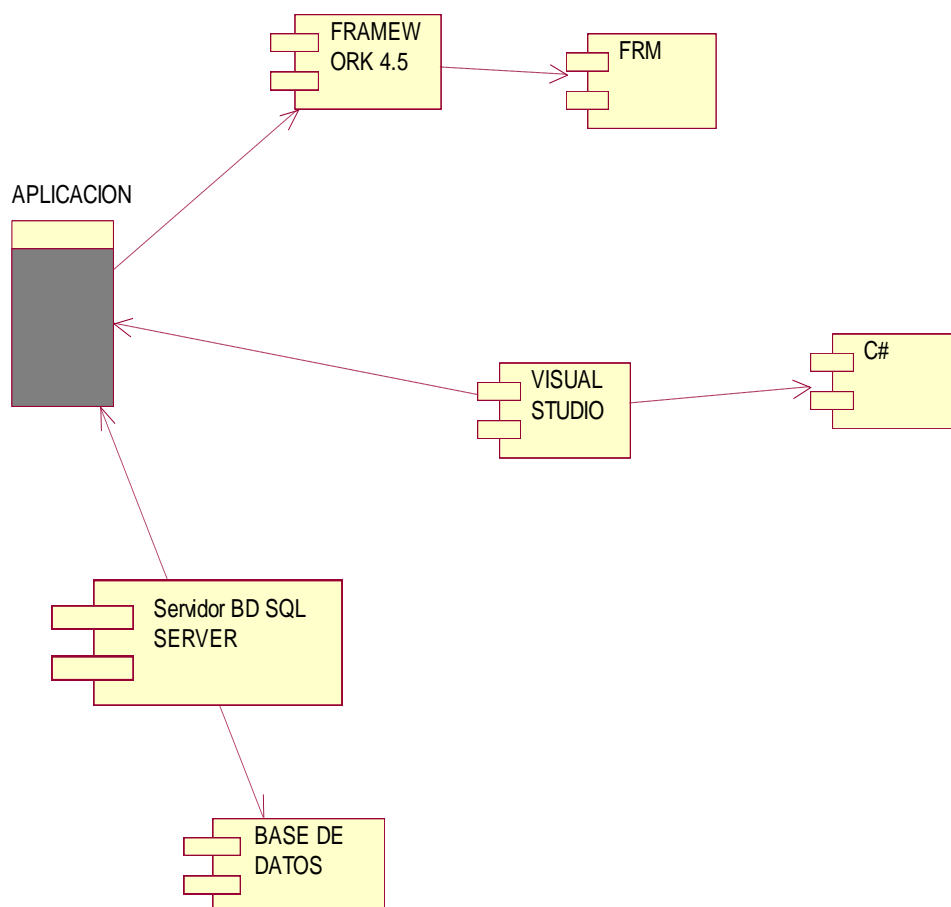 FRAMEW
ORK 4.5
FRM
APLICACION
C#
VISUAL
STUDIO
Servidor BD SQL
SERVER
BASE DE
DATOS